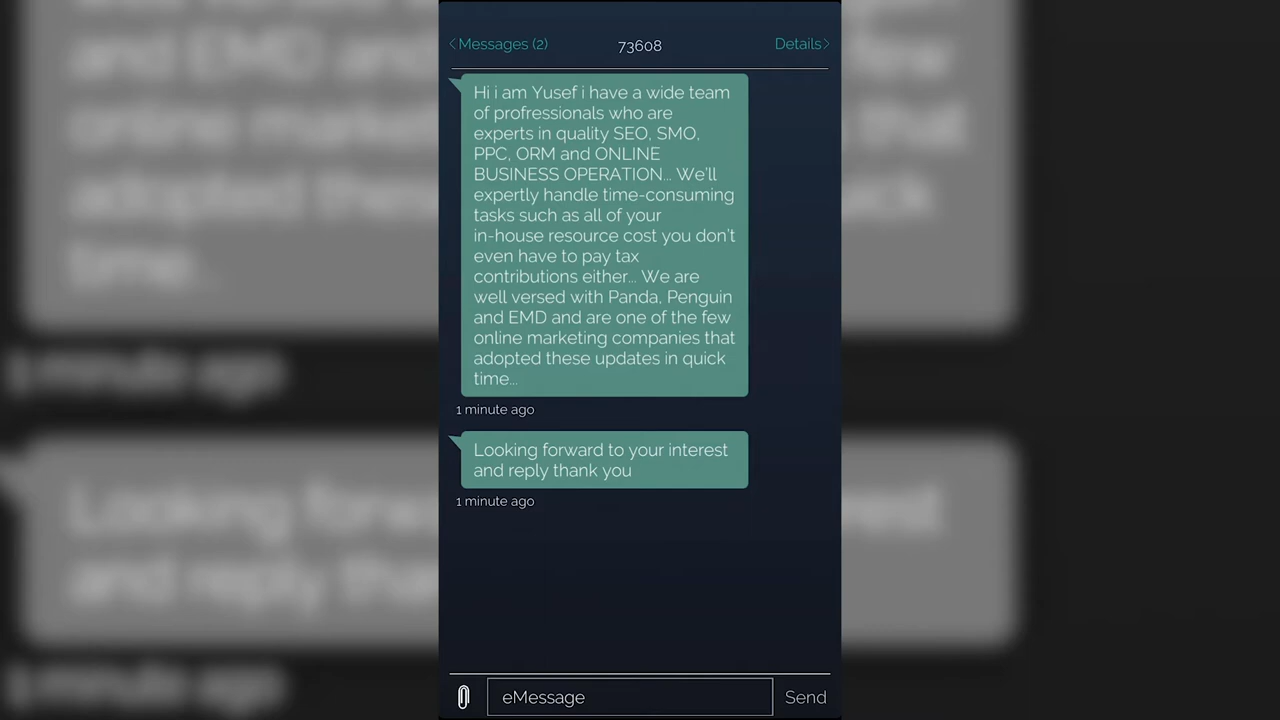 Messages (2)
73608
Details
Hi i am Yusef i have a wide team
of profressionals who are
experts in quality SEO, SMO,
PPC, ORM and ONLINE
BUSINESS OPERATION... We'll
expertly handle time-consuming
tasks such as all of your
in-house resource cost you don't
even have to pay tax
contributions either... We are
well versed with Panda, Penguin
and EMD and are one of the few
online marketing companies that
adopted these updates in quick
time...
1 minute ago
Looking forward to your interest
and reply thank you
1 minute ago
eMessage
Send